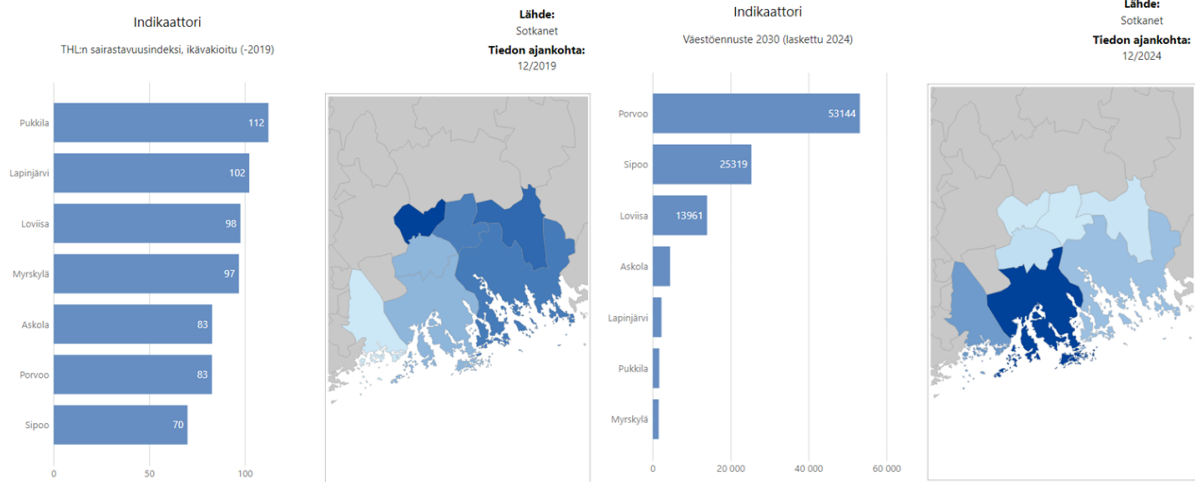 Indikaattori
THL:n sairastavuusindeksi, ikävakioitu (-2019)
Lähde:
Sotkanet
Tiedon ajankohta:
12/2019
Pukkila
112
Lapinjärvi
102
Loviisa
98
Myrskylä
97
Askola
83
Porvoo
83
Sipoo
70
0
50
100
Indikaattori
Väestöennuste 2030 (laskettu 2024)
Lähde:
Sotkanet
Tiedon ajankohta:
12/2024
Porvoo
53144
Sipoo
25319
Loviisa
13961
Askola
Lapinjärvi
Pukkila
Myrskylä
0
20 000
40 000
60 000